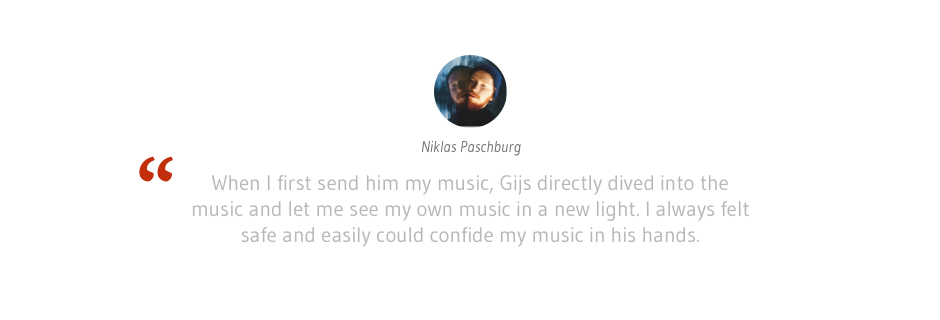 Niklas Paschburg
“
When I first send him my music, Gijs directly dived into the
music and let me see my own music in a new light. I always felt
safe and easily could confide my music in his hands.